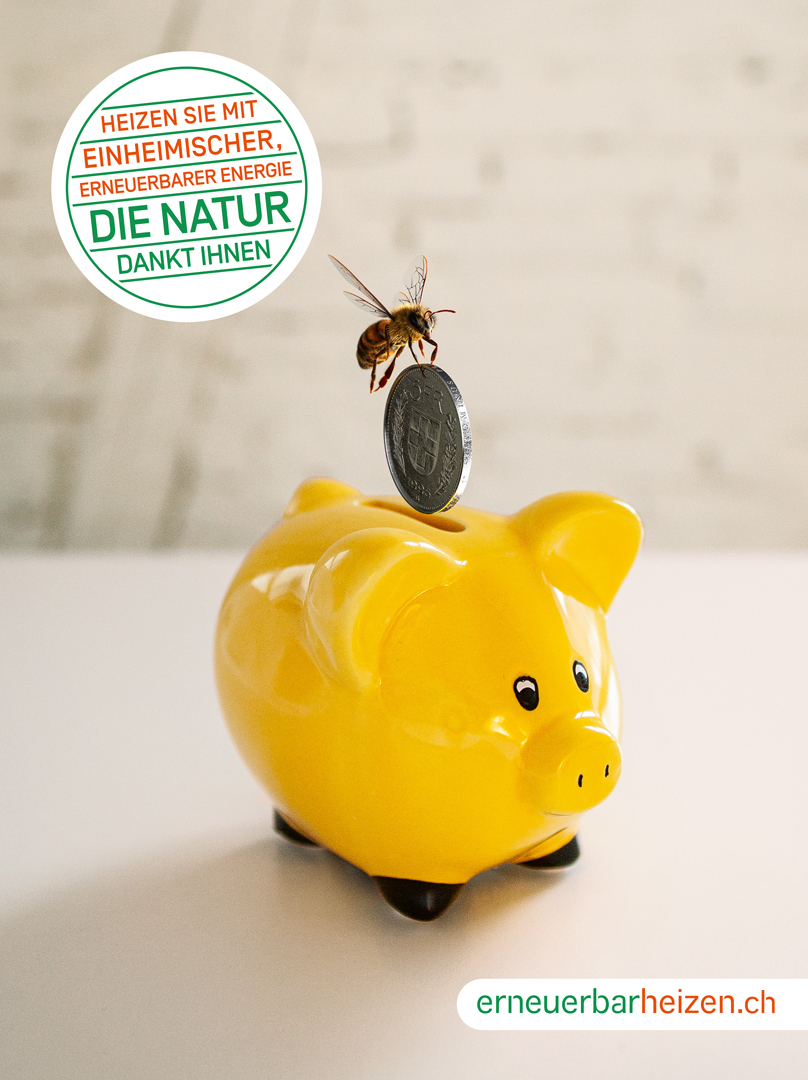 HEIZEN SIE MIT
EINHEIMISCHER,
ERNEUERBARER ENERGIE
DIE NATUR
DANKT IHNEN
erneuerbarheizen.ch